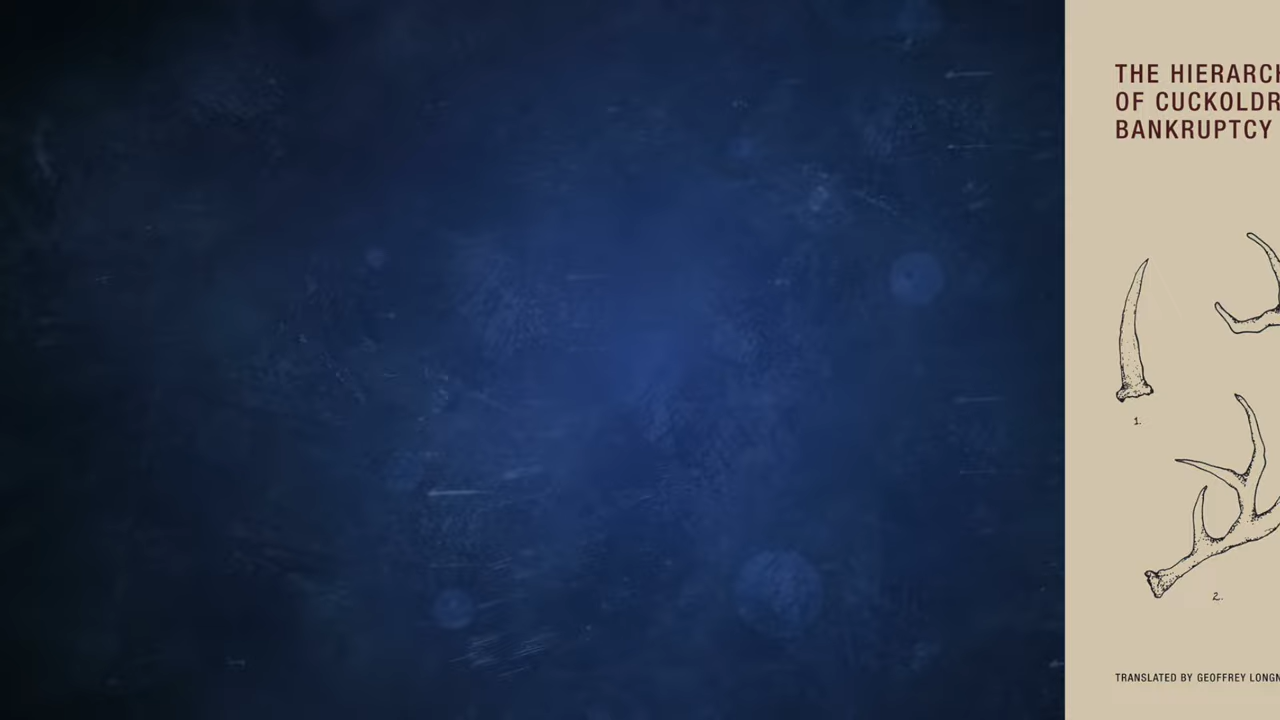 THE HIERARCH
OF CUCKOLDR
BANKRUPTCY
1.
2.
TRANSLATED BY GEOFFREY LONGN